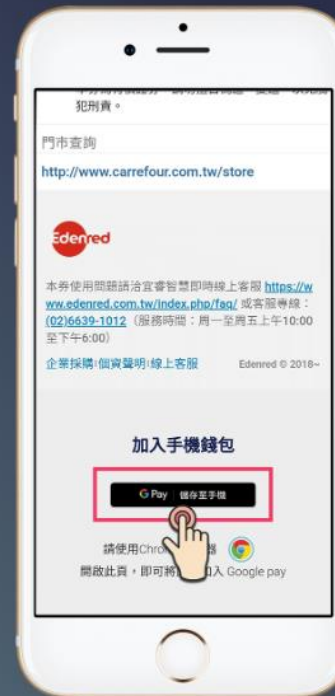 犯刑責。
門市查詢
http://www.carrefour.com.tw/store
Edenred
本券使用問題請洽宜睿智慧即時線上客服 https://w
ww.edenred.com.tw/index.php/faq/ 或客服專線：
(02)6639-1012（服務時間：周一至周五上午10:00
至下午6:00）
企業採購|個資聲明|線上客服 Edenred © 2018~
加入手機錢包
G Pay | 儲存至手機
請使用Chro 器
開啟此頁，即可將 加入 Google pay